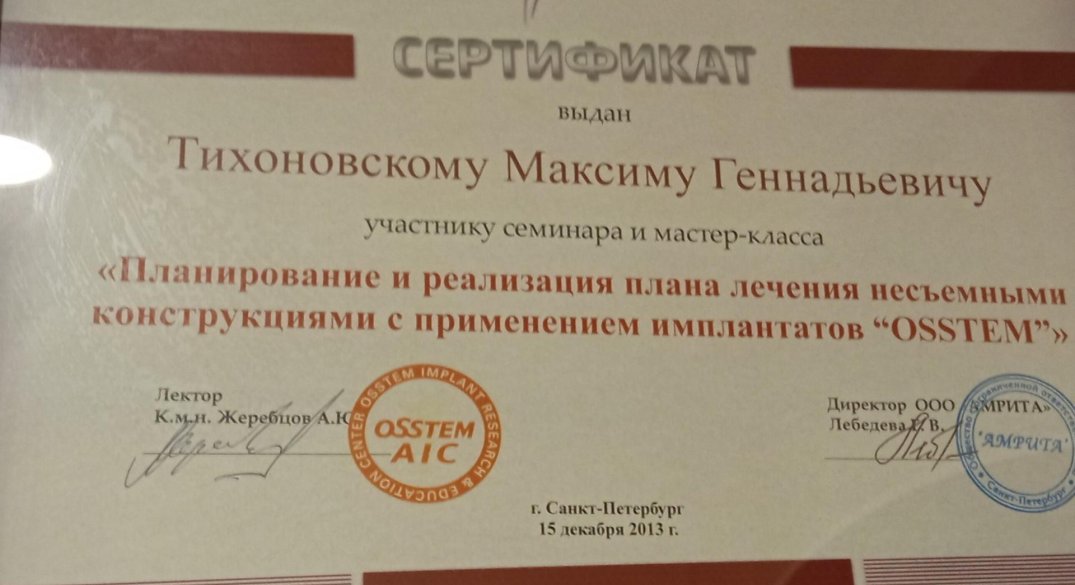 СЕРТИФИКАТ
выдан
Тихоновскому Максиму Геннадьевичу
участнику семинара и мастер-класса
«Планирование и реализация плана лечения несъемными
конструкциями с применением имплантатов “OSSTEM”»
Лектор
К.м.н. Жеребцов А.Ю
OSSTEM IMPLANT RESEARCH & EDUCATION CENTER
OSSTEM
AIC
Директор ООО АМРИТА»
Лебедева В.
"АМРИТА"
Санкт-Петербург
г. Санкт-Петербург
15 декабря 2013 г.